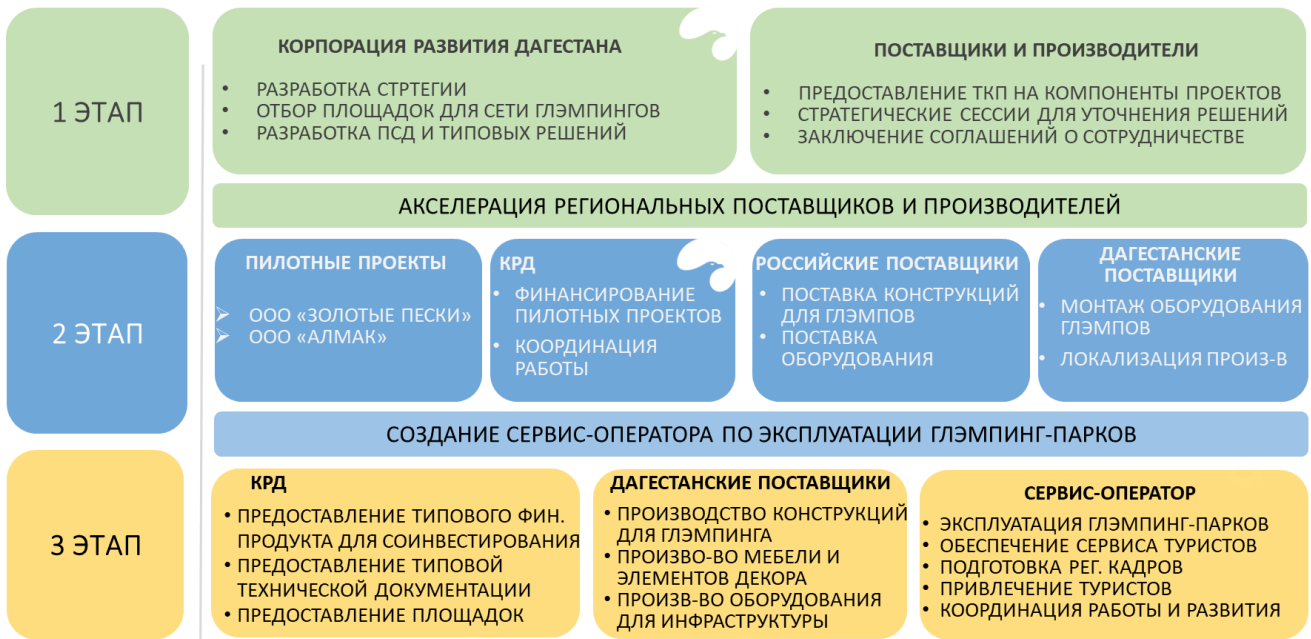 1 ЭТАП
КОРПОРАЦИЯ РАЗВИТИЯ ДАГЕСТАНА
• РАЗРАБОТКА СТРТЕГИИ
• ОТБОР ПЛОЩАДОК ДЛЯ СЕТИ ГЛЭМПИНГОВ
• РАЗРАБОТКА ПСД И ТИПОВЫХ РЕШЕНИЙ
ПОСТАВЩИКИ И ПРОИЗВОДИТЕЛИ
• ПРЕДОСТАВЛЕНИЕ ТКП НА КОМПОНЕНТЫ ПРОЕКТОВ
• СТРАТЕГИЧЕСКИЕ СЕССИИ ДЛЯ УТОЧНЕНИЯ РЕШЕНИЙ
• ЗАКЛЮЧЕНИЕ СОГЛАШЕНИЙ О СОТРУДНИЧЕСТВЕ
АКСЕЛЕРАЦИЯ РЕГИОНАЛЬНЫХ ПОСТАВЩИКОВ И ПРОИЗВОДИТЕЛЕЙ
2 ЭТАП
ПИЛОТНЫЕ ПРОЕКТЫ
➢ ООО «ЗОЛОТЫЕ ПЕСКИ»
➢ ООО «АЛМАК»
КРД
• ФИНАНСИРОВАНИЕ
ПИЛОТНЫХ ПРОЕКТОВ
• КООРДИНАЦИЯ
РАБОТЫ
РОССИЙСКИЕ ПОСТАВЩИКИ
• ПОСТАВКА КОНСТРУКЦИЙ
ДЛЯ ГЛЭМПОВ
• ПОСТАВКА
ОБОРУДОВАНИЯ
ДАГЕСТАНСКИЕ
ПОСТАВЩИКИ
• МОНТАЖ ОБОРУДОВАНИЯ
ГЛЭМПОВ
• ЛОКАЛИЗАЦИЯ ПРОИЗ-В
СОЗДАНИЕ СЕРВИС-ОПЕРАТОРА ПО ЭКСПЛУАТАЦИИ ГЛЭМПИНГ-ПАРКОВ
3 ЭТАП
КРД
• ПРЕДОСТАВЛЕНИЕ ТИПОВОГО ФИН.
ПРОДУКТА ДЛЯ СОИНВЕСТИРОВАНИЯ
• ПРЕДОСТАВЛЕНИЕ ТИПОВОЙ
ТЕХНИЧЕСКОЙ ДОКУМЕНТАЦИИ
• ПРЕДОСТАВЛЕНИЕ ПЛОЩАДОК
ДАГЕСТАНСКИЕ ПОСТАВЩИКИ
• ПРОИЗВОДСТВО КОНСТРУКЦИЙ
ДЛЯ ГЛЭМПИНГА
• ПРОИЗВО-ВО МЕБЕЛИ И
ЭЛЕМЕНТОВ ДЕКОРА
• ПРОИЗВ-ВО ОБОРУДОВАНИЯ
ДЛЯ ИНФРАСТРУКТУРЫ
СЕРВИС-ОПЕРАТОР
• ЭКСПЛУАТАЦИЯ ГЛЭМПИНГ-ПАРКОВ
• ОБЕСПЕЧЕНИЕ СЕРВИСА ТУРИСТОВ
• ПОДГОТОВКА РЕГ. КАДРОВ
• ПРИВЛЕЧЕНИЕ ТУРИСТОВ
• КООРДИНАЦИЯ РАБОТЫ И РАЗВИТИЯ